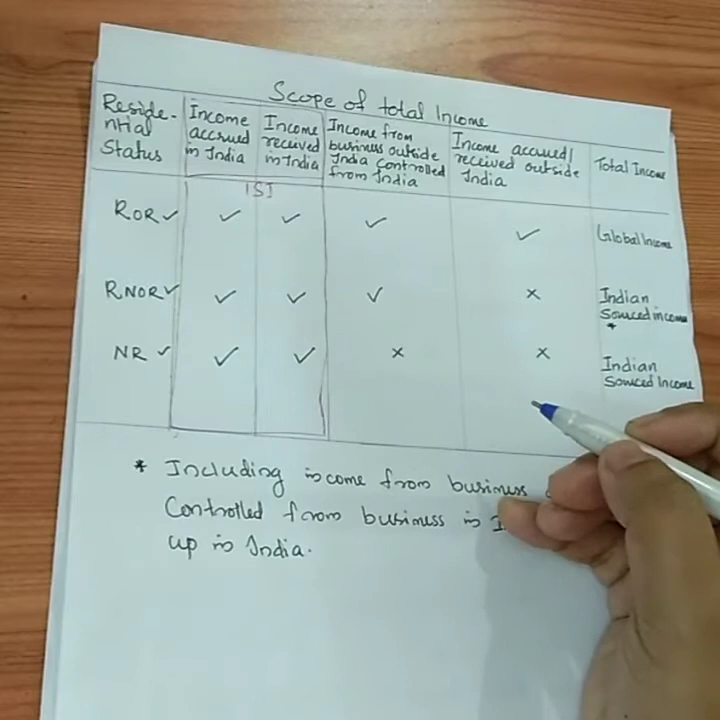 Scope of total Income
Reside-
ntial
Status
Income
accrued
in India
Income
received
in India
Income from
business outside
India controlled
from India
Income accrued/
received outside
India
Total Income
ISI
ROR ✓ ✓ ✓ ✓ ✓ Global Income
RNOR ✓ ✓ ✓ ✓ × Indian
Sourced income
*
NR ✓ ✓ ✓ × × Indian
Sourced Income
* Including income from business
Controlled from business in
up in India.